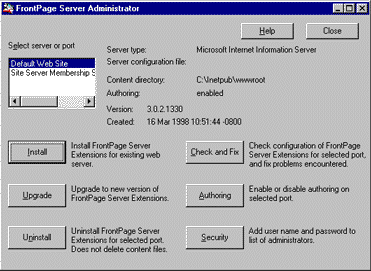 FrontPage Server Administrator
Help Close
Select server or port
Default Web Site
Site Server Membership S
Server type: Microsoft Internet Information Server
Server configuration file:
Content directory: C:\Inetpub\wwwroot
Authoring: enabled
Version: 3.0.2.1330
Created: 16 Mar 1998 10:51:44 -0800
Install
Install FrontPage Server
Extensions for existing web
server.
Check and Fix
Check configuration of FrontPage
Server Extensions for selected port,
and fix problems encountered.
Upgrade
Upgrade to new version of
FrontPage Server Extensions.
Authoring
Enable or disable authoring on
selected port.
Uninstall
Uninstall FrontPage Server
Extensions for selected port.
Does not delete content files.
Security
Add user name and password to
list of administrators.